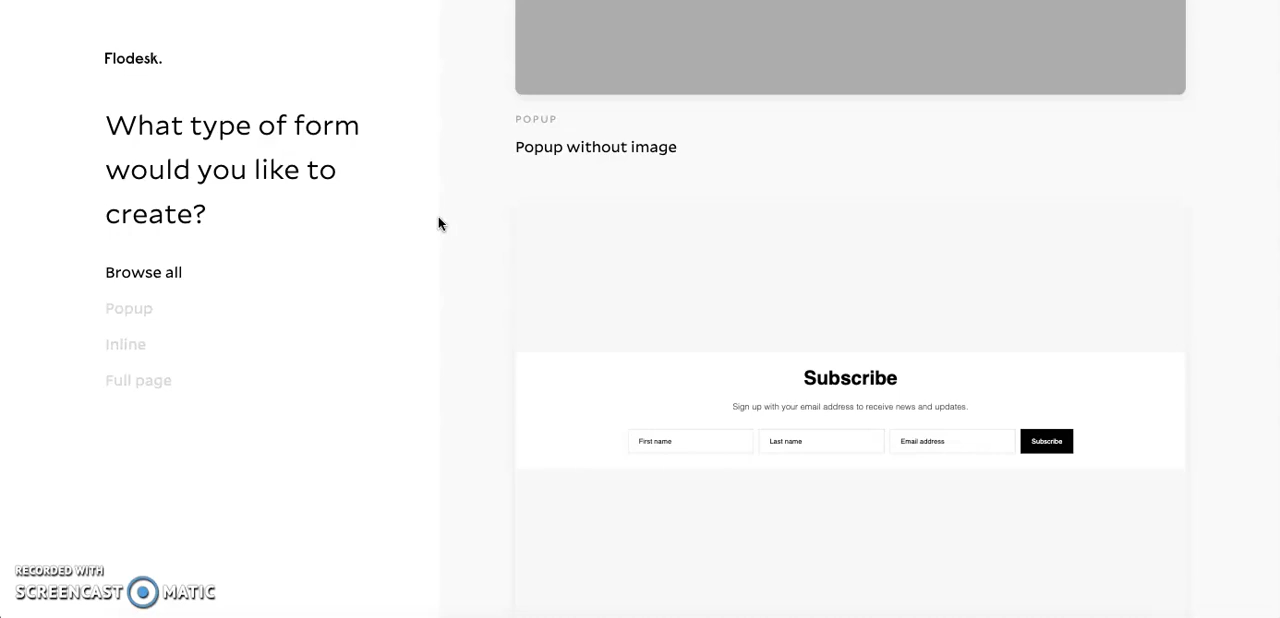 Flodesk.
What type of form
would you like to
create?
Browse all
Popup
Inline
Full page
POPUP
Popup without image
Subscribe
Sign up with your email address to receive news and updates.
First name
Last name
Email address
Subscribe
RECORDED WITH
SCREENCAST MATIC